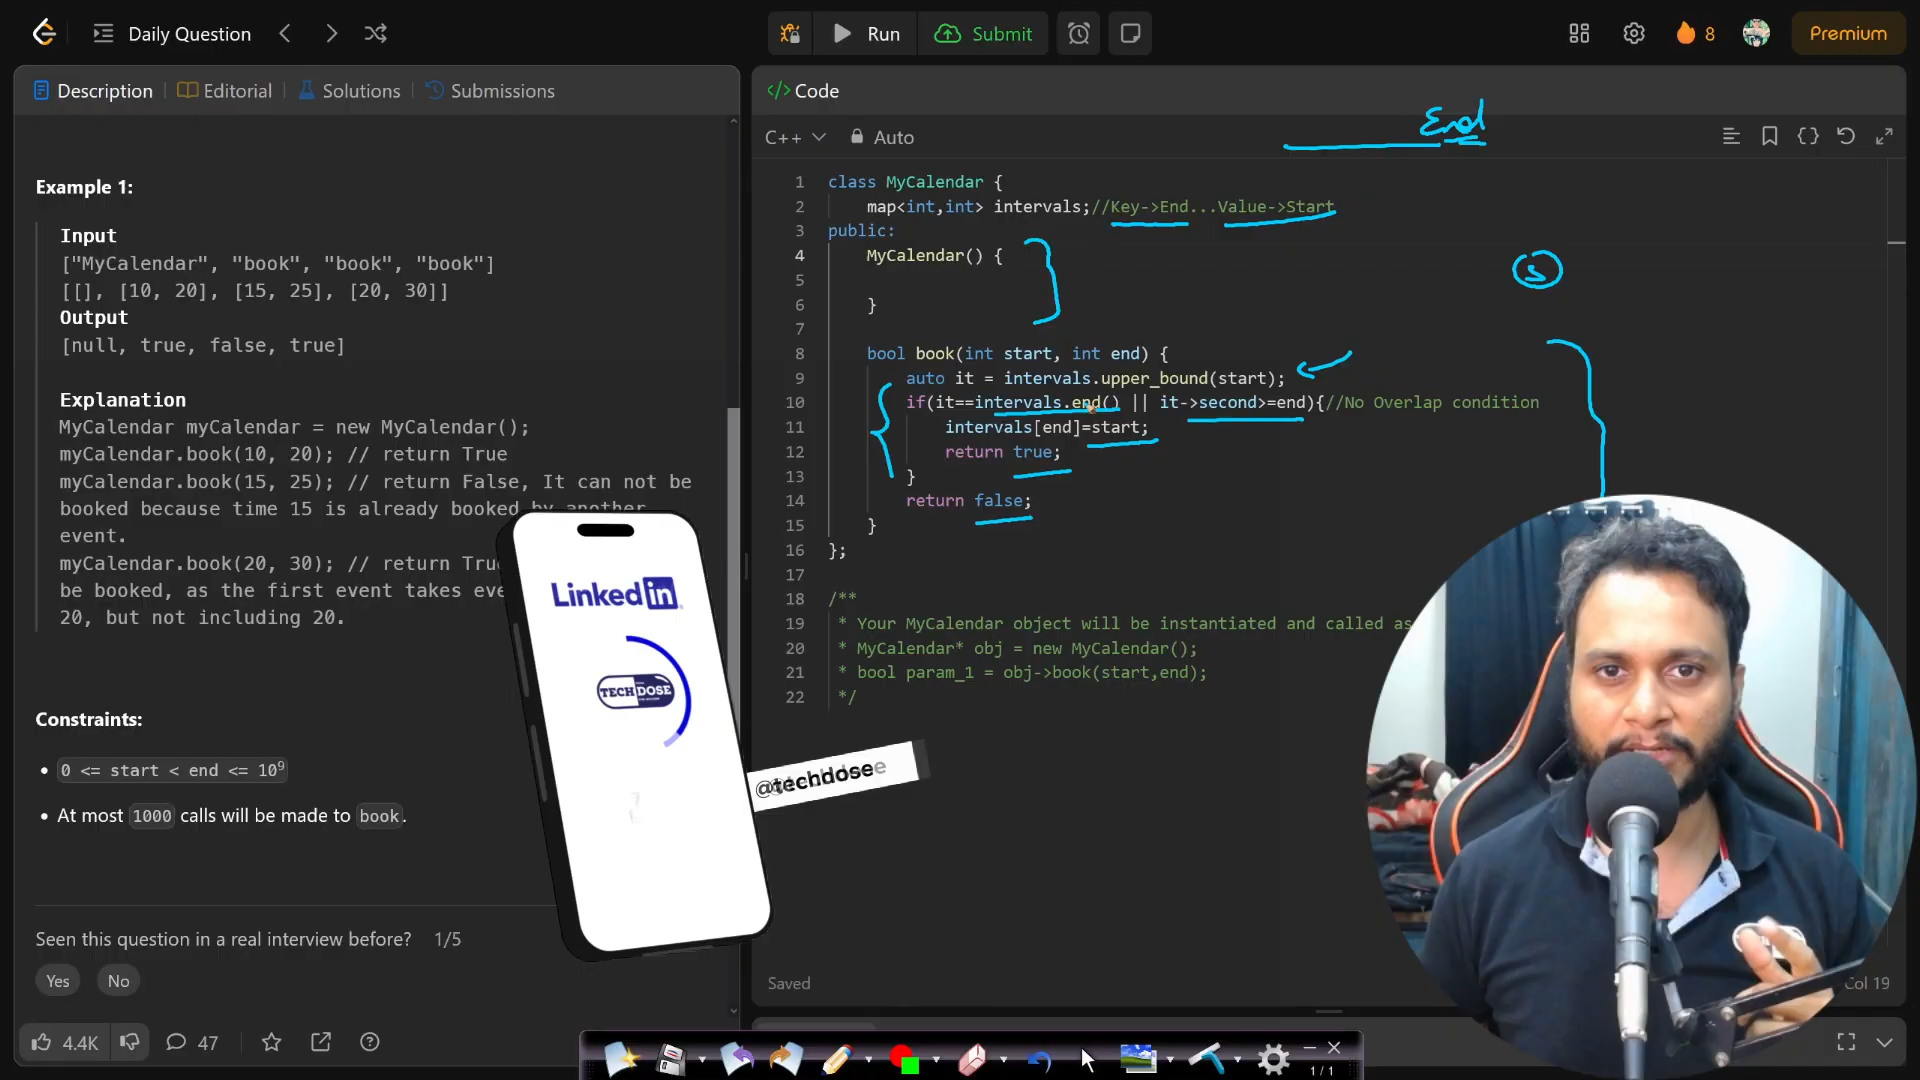 Daily Question
Run
Submit
8
Premium
Description
Editorial
Solutions
Submissions
Example 1:
Input
["MyCalendar", "book", "book", "book"]
[[], [10, 20], [15, 25], [20, 30]]
Output
[null, true, false, true]
Explanation
MyCalendar myCalendar = new MyCalendar();
myCalendar.book(10, 20); // return True
myCalendar.book(15, 25); // return False, It can not be
booked because time 15 is already booked by another
event.
myCalendar.book(20, 30); // return Tru
be booked, as the first event takes eve
20, but not including 20.
Constraints:
• 0 <= start < end <= 10⁹
• At most 1000 calls will be made to book.
Seen this question in a real interview before? 1/5
Yes No
4.4K 47
LinkedIn
TECH DOSE
@techdose
</> Code
C++ Auto
End
1 class MyCalendar {
2 map<int,int> intervals;//Key->End...Value->Start
3 public:
4 MyCalendar() {
5
6 }
7
8 bool book(int start, int end) {
9 auto it = intervals.upper_bound(start);
10 if(it==intervals.end() || it->second>=end){//No Overlap condition
11 intervals[end]=start;
12 return true;
13 }
14 return false;
15 }
16 };
17
18 /**
19 * Your MyCalendar object will be instantiated and called as
20 * MyCalendar* obj = new MyCalendar();
21 * bool param_1 = obj->book(start,end);
22 */
Saved
Col 19
1 / 1